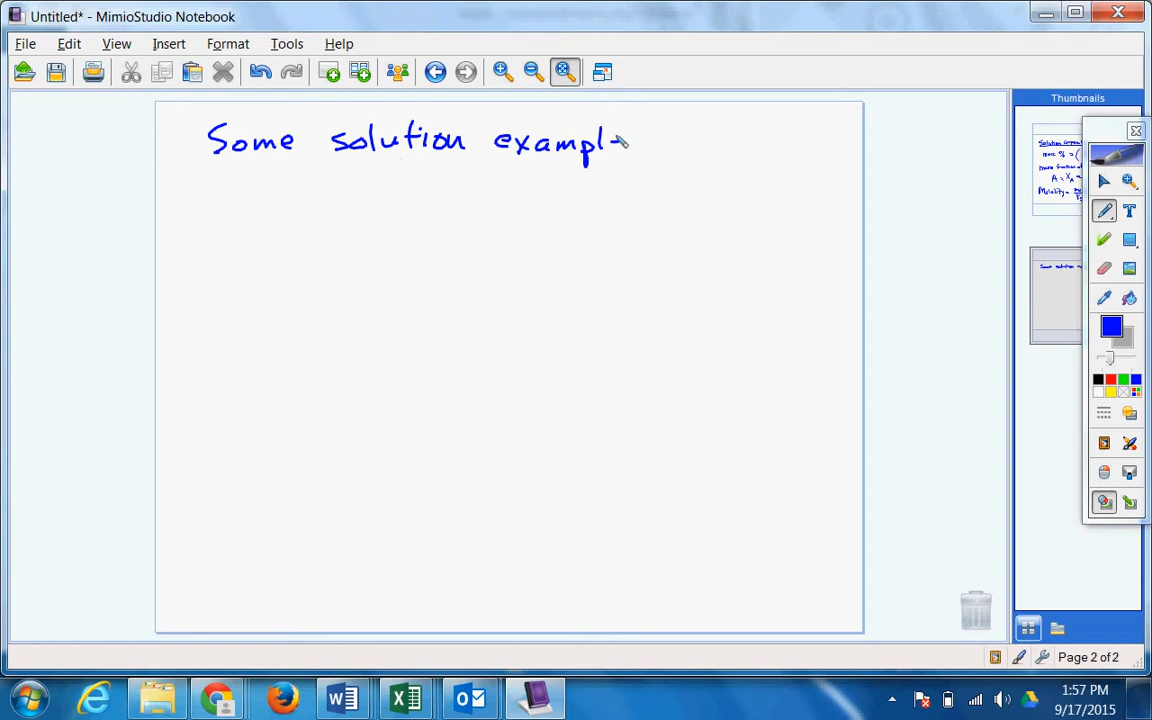 Untitled* - MimioStudio Notebook
File Edit View Insert Format Tools Help
Some solution exampl
Thumbnails
Page 2 of 2
1:57 PM
9/17/2015